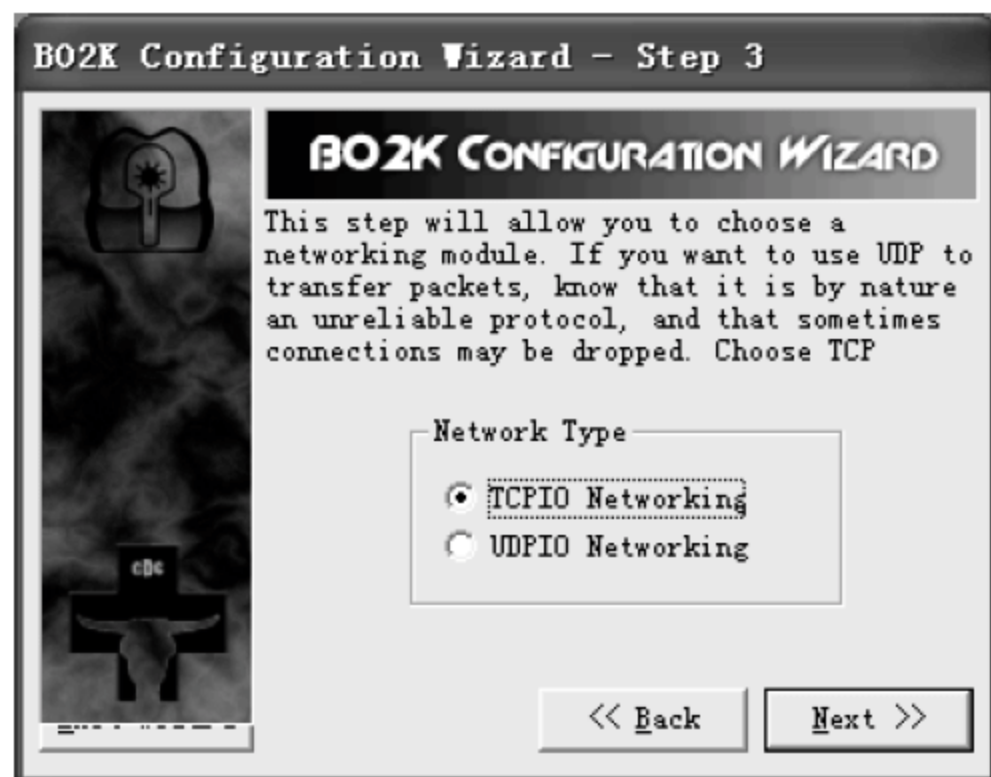 BO2K Configuration Wizard - Step 3
BO2K CONFIGURATION WIZARD
This step will allow you to choose a
networking module. If you want to use UDP to
transfer packets, know that it is by nature
an unreliable protocol, and that sometimes
connections may be dropped. Choose TCP
Network Type
TCPIO Networking
UDPIO Networking
cDc
<< Back
Next >>